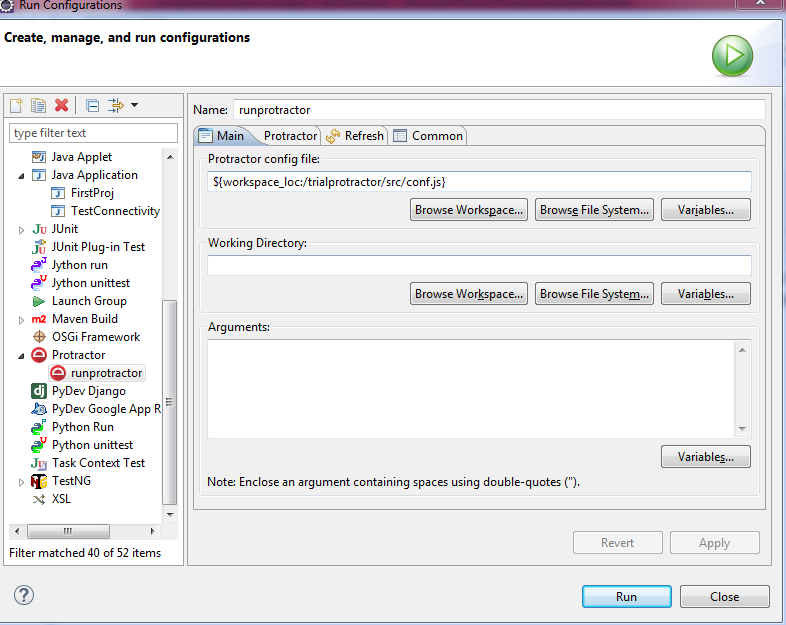 Run Configurations
Create, manage, and run configurations
type filter text
Java Applet
Java Application
FirstProj
TestConnectivity
JUnit
JUnit Plug-in Test
Jython run
Jython unittest
Launch Group
m2 Maven Build
OSGi Framework
Protractor
runprotractor
dj PyDev Django
PyDev Google App R
Python Run
Python unittest
Task Context Test
TestNG
XSL
Filter matched 40 of 52 items
Name: runprotractor
Main Protractor Refresh Common
Protractor config file:
${workspace_loc:/trialprotractor/src/conf.js}
Browse Workspace... Browse File System... Variables...
Working Directory:
Browse Workspace... Browse File System... Variables...
Arguments:
Variables...
Note: Enclose an argument containing spaces using double-quotes (").
Revert Apply
? Run Close